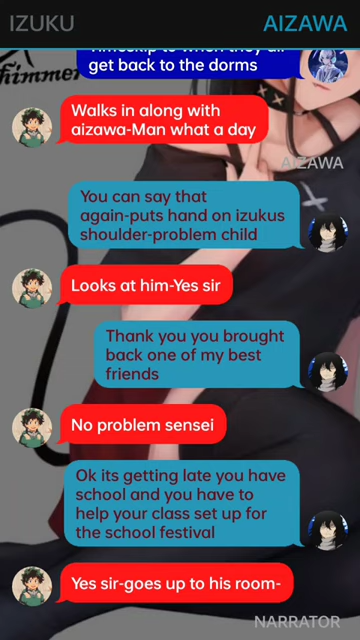 IZUKU
AIZAWA
get back to the dorms
himmer
Walks in along with
aizawa-Man what a day
AIZAWA
You can say that
again-puts hand on izukus
shoulder-problem child
Looks at him-Yes sir
Thank you you brought
back one of my best
friends
No problem sensei
Ok its getting late you have
school and you have to
help your class set up for
the school festival
Yes sir-goes up to his room-
NARRATOR